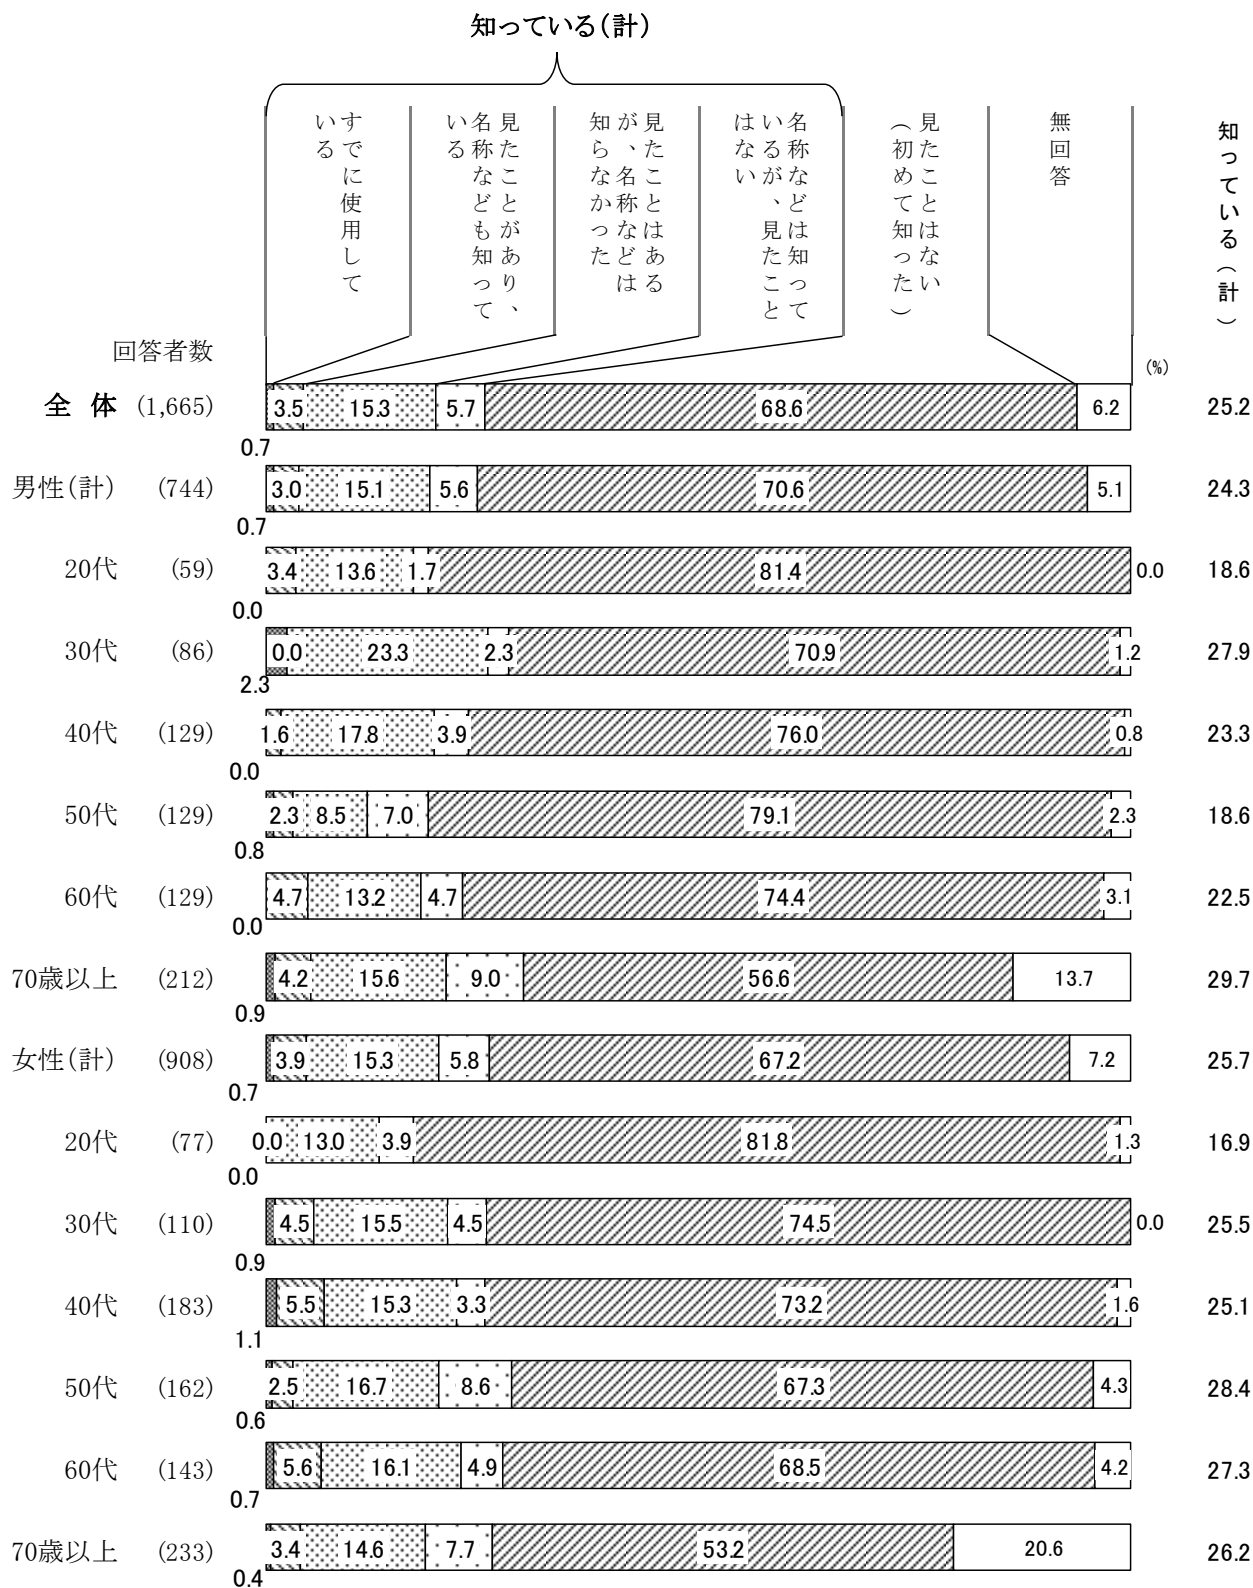 知っている(計)
すでに使用して
いる
見たことがあり、
名称なども知って
いる
見たことはある
が、名称などは
知らなかった
名称などは知って
いるが、見たこと
はない
見たことはない
(初めて知った)
無回答
知っている(計)
回答者数
(%)
全 体 (1,665) 3.5 15.3 5.7 68.6 6.2 25.2
0.7
男性(計) (744) 3.0 15.1 5.6 70.6 5.1 24.3
0.7
20代 (59) 3.4 13.6 1.7 81.4 0.0 18.6
0.0
30代 (86) 0.0 23.3 2.3 70.9 1.2 27.9
2.3
40代 (129) 1.6 17.8 3.9 76.0 0.8 23.3
0.0
50代 (129) 2.3 8.5 7.0 79.1 2.3 18.6
0.8
60代 (129) 4.7 13.2 4.7 74.4 3.1 22.5
0.0
70歳以上 (212) 4.2 15.6 9.0 56.6 13.7 29.7
0.9
女性(計) (908) 3.9 15.3 5.8 67.2 7.2 25.7
0.7
20代 (77) 0.0 13.0 3.9 81.8 1.3 16.9
0.0
30代 (110) 4.5 15.5 4.5 74.5 0.0 25.5
0.9
40代 (183) 5.5 15.3 3.3 73.2 1.6 25.1
1.1
50代 (162) 2.5 16.7 8.6 67.3 4.3 28.4
0.6
60代 (143) 5.6 16.1 4.9 68.5 4.2 27.3
0.7
70歳以上 (233) 3.4 14.6 7.7 53.2 20.6 26.2
0.4